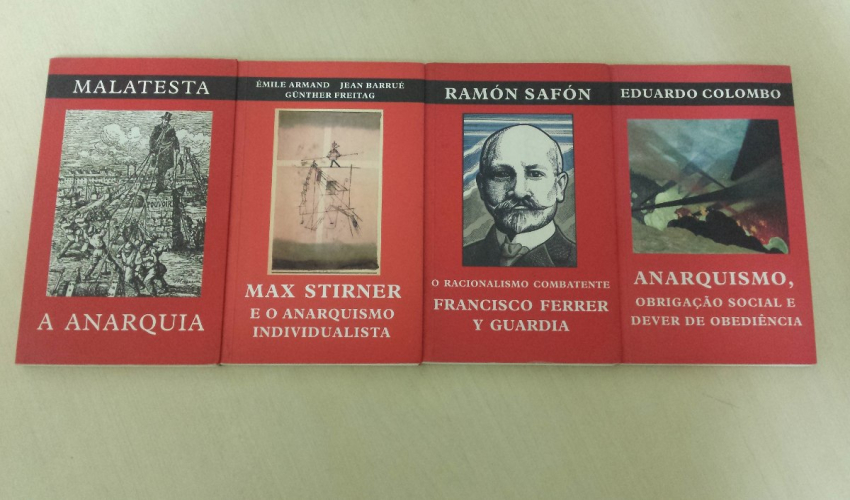 MALATESTA
A ANARQUIA
ÉMILE ARMAND JEAN BARRUÉ
GÜNTHER FREITAG
MAX STIRNER
E O ANARQUISMO
INDIVIDUALISTA
RAMÓN SAFÓN
O RACIONALISMO COMBATENTE
FRANCISCO FERRER
Y GUARDIA
EDUARDO COLOMBO
ANARQUISMO,
OBRIGAÇÃO SOCIAL E
DEVER DE OBEDIÊNCIA